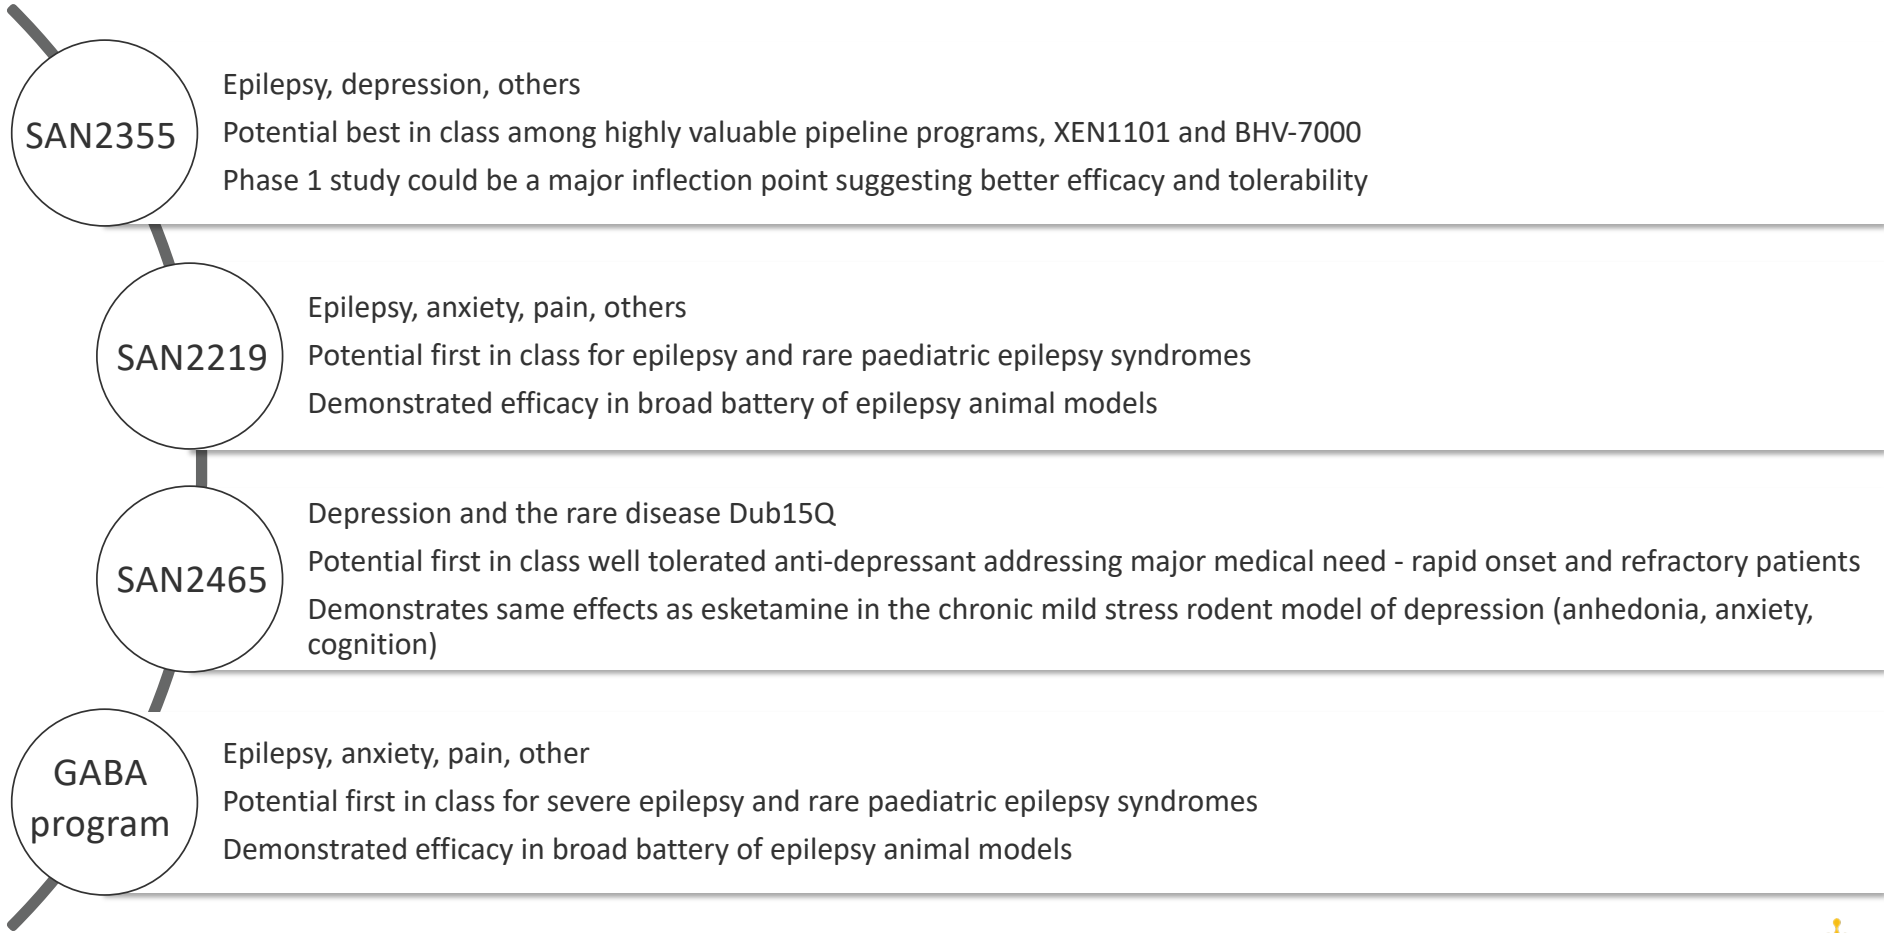 SAN2355
Epilepsy, depression, others
Potential best in class among highly valuable pipeline programs, XEN1101 and BHV-7000
Phase 1 study could be a major inflection point suggesting better efficacy and tolerability
SAN2219
Epilepsy, anxiety, pain, others
Potential first in class for epilepsy and rare paediatric epilepsy syndromes
Demonstrated efficacy in broad battery of epilepsy animal models
SAN2465
Depression and the rare disease Dub15Q
Potential first in class well tolerated anti-depressant addressing major medical need - rapid onset and refractory patients
Demonstrates same effects as esketamine in the chronic mild stress rodent model of depression (anhedonia, anxiety,
cognition)
GABA
program
Epilepsy, anxiety, pain, other
Potential first in class for severe epilepsy and rare paediatric epilepsy syndromes
Demonstrated efficacy in broad battery of epilepsy animal models